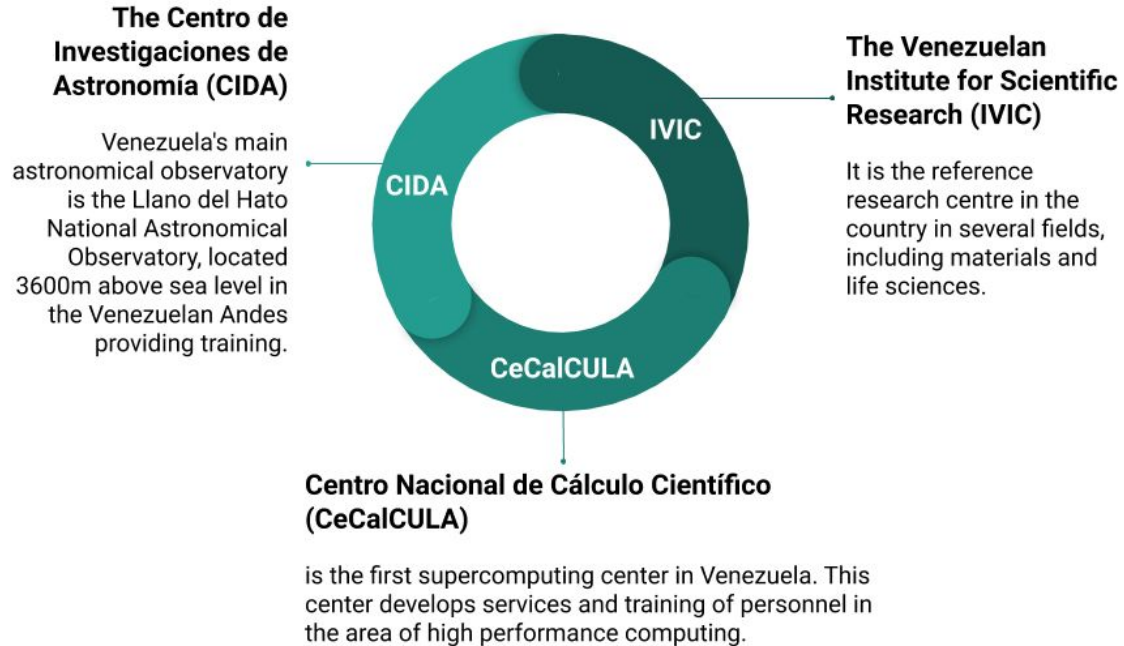 The Centro de
Investigaciones de
Astronomía (CIDA)
Venezuela's main
astronomical observatory
is the Llano del Hato
National Astronomical
Observatory, located
3600m above sea level in
the Venezuelan Andes
providing training.
CIDA
IVIC
CeCalCULA
The Venezuelan
Institute for Scientific
Research (IVIC)
It is the reference
research centre in the
country in several fields,
including materials and
life sciences.
Centro Nacional de Cálculo Científico
(CeCalCULA)
is the first supercomputing center in Venezuela. This
center develops services and training of personnel in
the area of high performance computing.